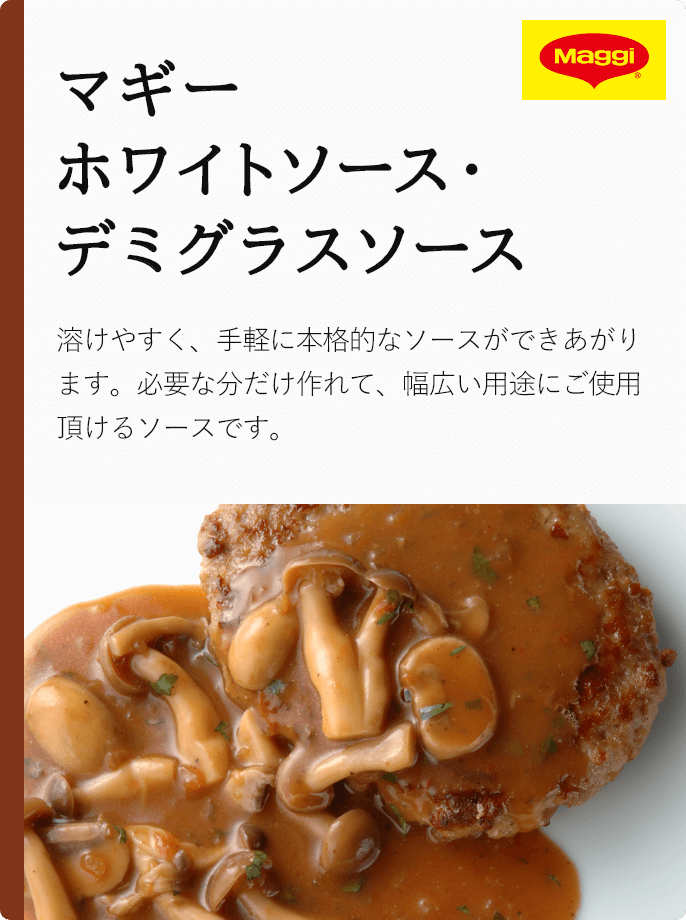 Maggi®
マギー
ホワイトソース・
デミグラスソース
溶けやすく、手軽に本格的なソースができあがり
ます。必要な分だけ作れて、幅広い用途にご使用
頂けるソースです。